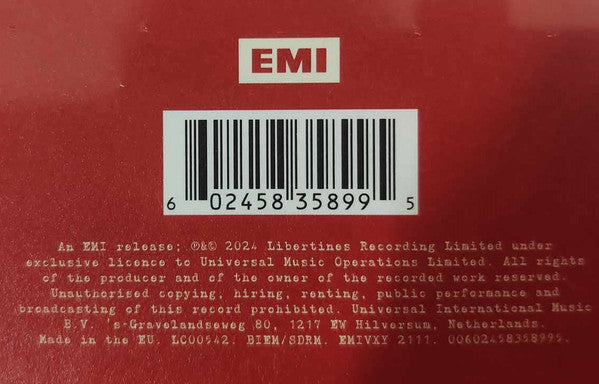 EMI
6 02458 35899 5
An EMI release; ℗&© 2024 Libertines Recording Limited under
exclusive licence to Universal Music Operations Limited. All rights
of the producer and of the owner of the recorded work reserved.
Unauthorised copying, hiring, renting, public performance and
broadcasting of this record prohibited. Universal International Music
B.V. 's-Gravelandseweg 80, 1217 EW Hilversum, Netherlands.
Made in the EU. LC00542. BIEM/SDRM. EMIVXY 2111. 00602458358995.